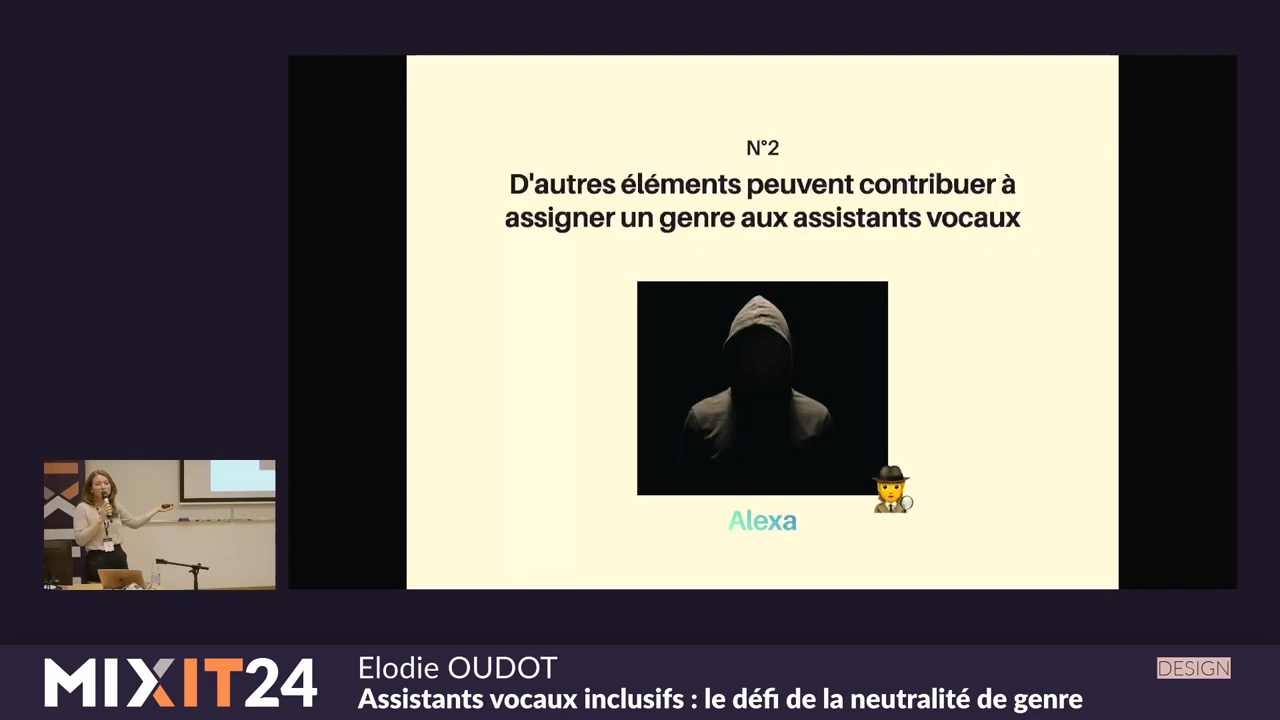 N°2
D'autres éléments peuvent contribuer à
assigner un genre aux assistants vocaux
Alexa
MIXIT24
Elodie OUDOT
Assistants vocaux inclusifs : le défi de la neutralité de genre
DESIGN